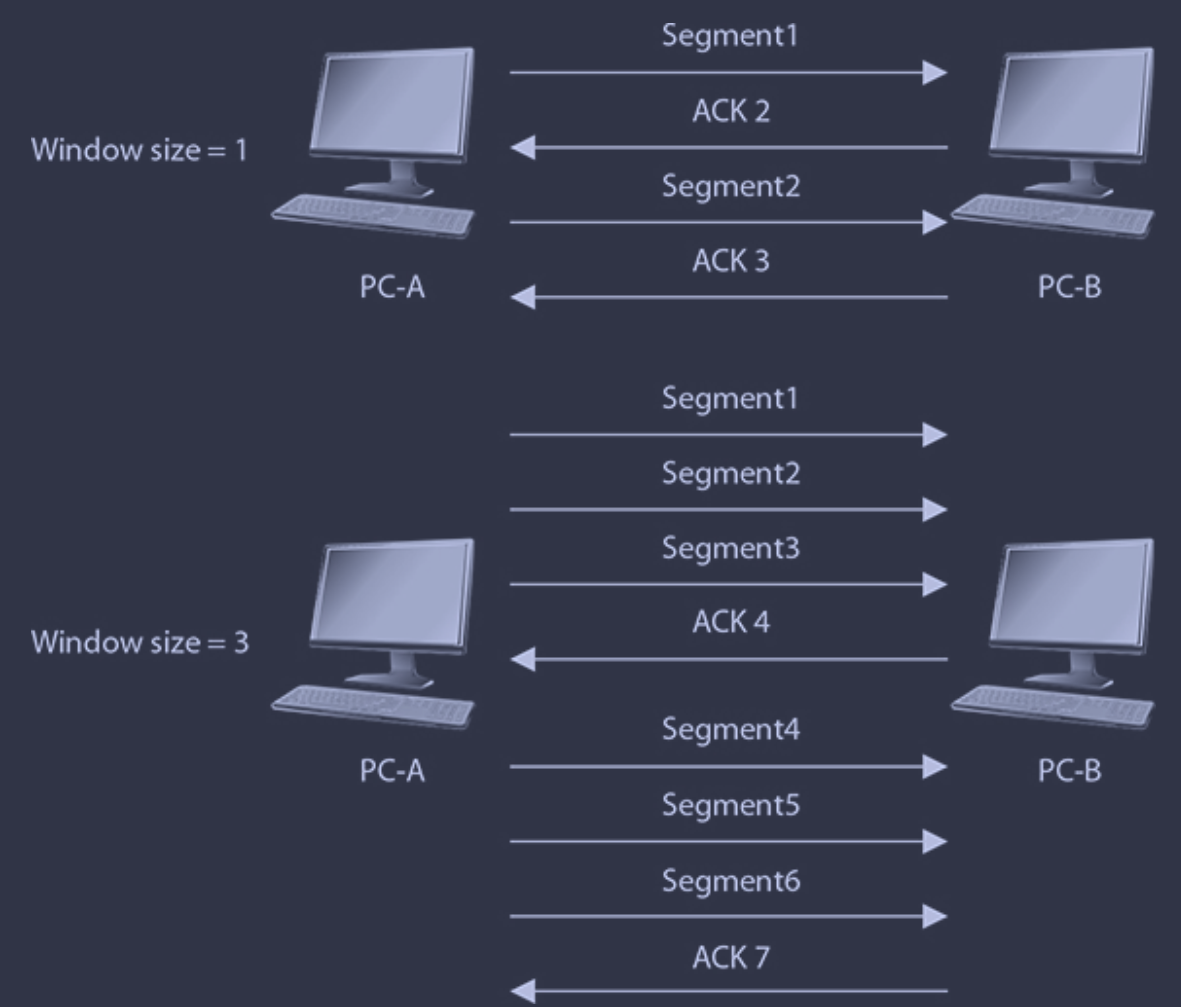 Segment1
ACK 2
Window size = 1
Segment2
ACK 3
PC-A
PC-B
Segment1
Segment2
Segment3
ACK 4
Window size = 3
Segment4
PC-A
PC-B
Segment5
Segment6
ACK 7